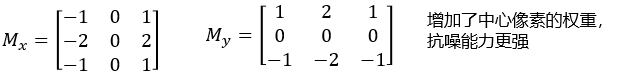 M_x = [−1 0 1
−2 0 2
−1 0 1]
M_y = [1 2 1
0 0 0
−1 −2 −1]
增加了中心像素的权重，
抗噪能力更强